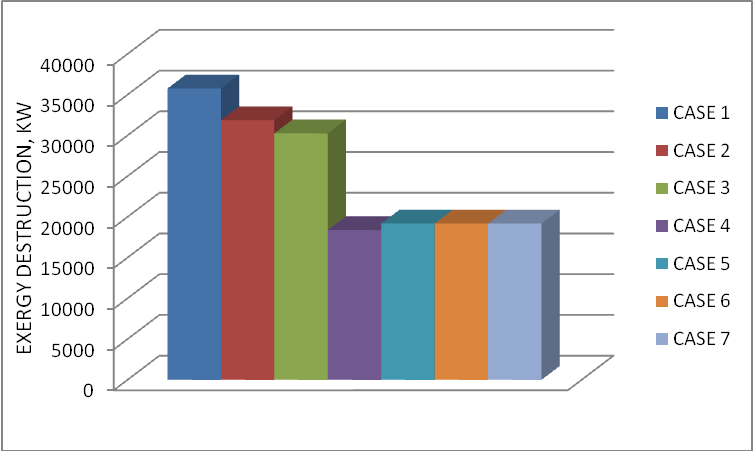 EXERGY DESTRUCTION, KW
40000
35000
30000
25000
20000
15000
10000
5000
0
CASE 1
CASE 2
CASE 3
CASE 4
CASE 5
CASE 6
CASE 7